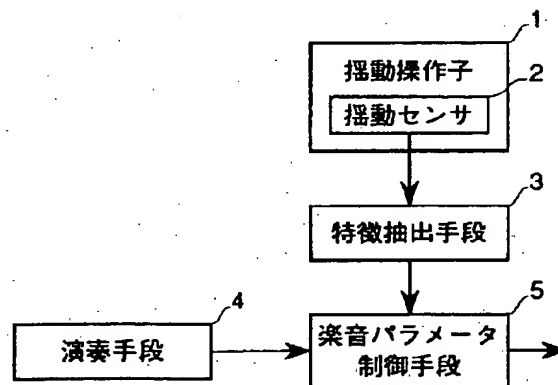 1
揺動操作子
2
揺動センサ
3
特徴抽出手段
4
演奏手段
5
楽音パラメータ
制御手段